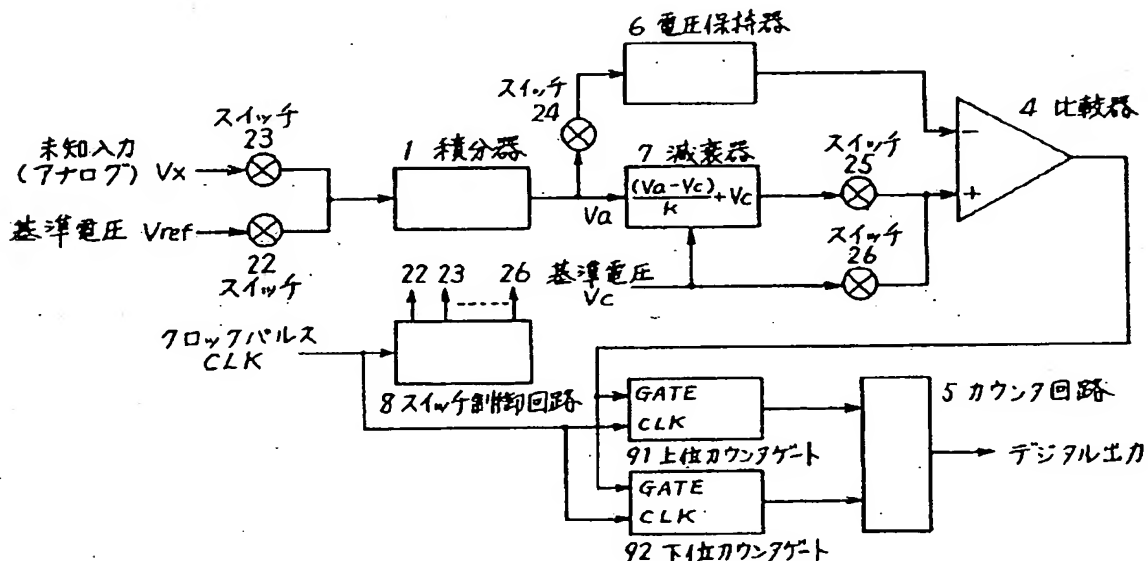 6 電圧保持器
スイッチ
24
4 比較器
スイッチ
23
未知入力
(アナログ) Vx
1 積分器
7 減衰器
(Va-Vc)
K
+Vc
スイッチ
25
−
+
基準電圧 Vref
22
スイッチ
Va
スイッチ
26
22 23 ----- 26
基準電圧
Vc
クロックパルス
CLK
8 スイッチ制御回路
GATE
CLK
91 上位カウンタゲート
5 カウンタ回路
デジタル出力
GATE
CLK
92 下位カウンタゲート